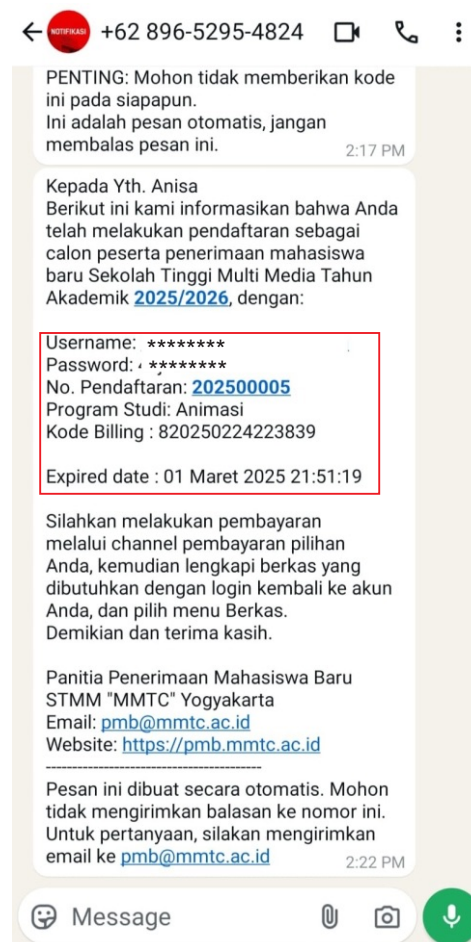 NOTIFIKASI
+62 896-5295-4824
PENTING: Mohon tidak memberikan kode
ini pada siapapun.
Ini adalah pesan otomatis, jangan
membalas pesan ini.
2:17 PM
Kepada Yth. Anisa
Berikut ini kami informasikan bahwa Anda
telah melakukan pendaftaran sebagai
calon peserta penerimaan mahasiswa
baru Sekolah Tinggi Multi Media Tahun
Akademik 2025/2026, dengan:
Username: ********
Password: ********
No. Pendaftaran: 202500005
Program Studi: Animasi
Kode Billing : 820250224223839
Expired date : 01 Maret 2025 21:51:19
Silahkan melakukan pembayaran
melalui channel pembayaran pilihan
Anda, kemudian lengkapi berkas yang
dibutuhkan dengan login kembali ke akun
Anda, dan pilih menu Berkas.
Demikian dan terima kasih.
Panitia Penerimaan Mahasiswa Baru
STMM "MMTC" Yogyakarta
Email: pmb@mmtc.ac.id
Website: https://pmb.mmtc.ac.id
-----------------------------------------
Pesan ini dibuat secara otomatis. Mohon
tidak mengirimkan balasan ke nomor ini.
Untuk pertanyaan, silakan mengirimkan
email ke pmb@mmtc.ac.id
2:22 PM
Message